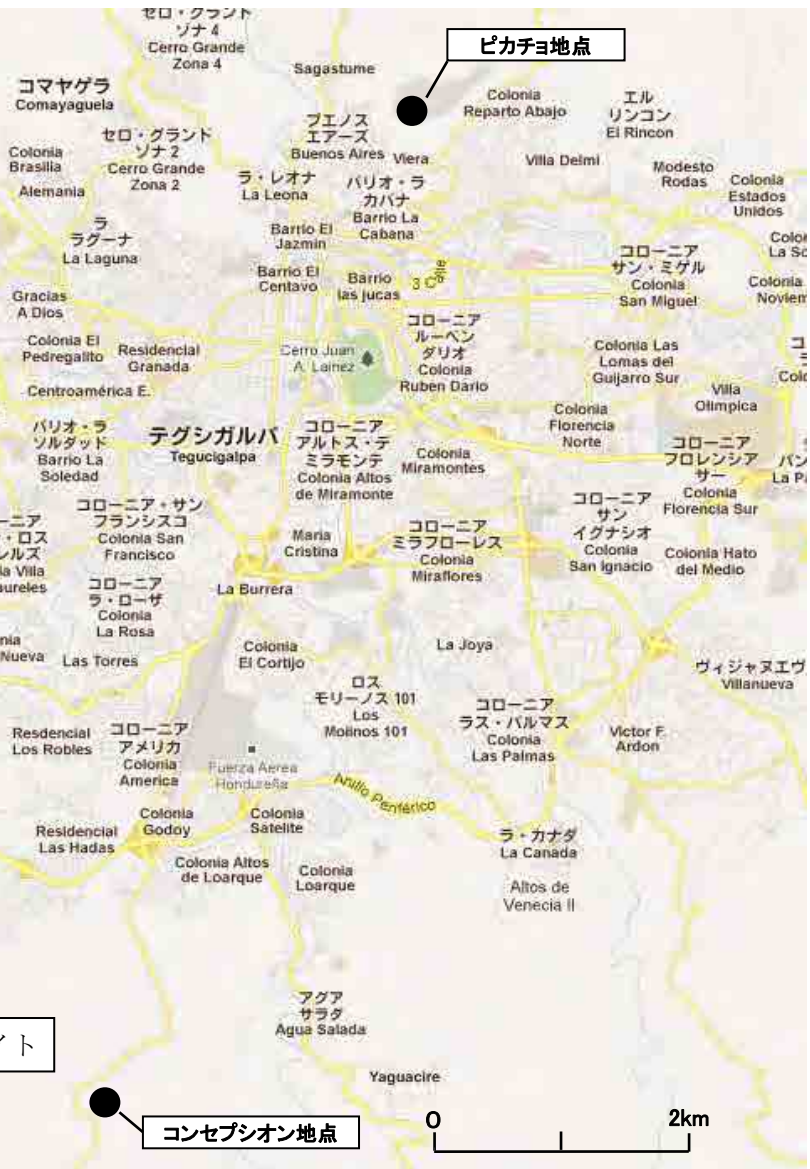 セロ・グランド
ゾナ 4
Cerro Grande
Zona 4
ピカチョ地点
Sagastume
コマヤゲラ
Comayaguela
Colonia
Reparto Abajo
エル
リンコン
El Rincon
ブエノス
エアーズ
Buenos Aires
Viera
セロ・グランド
ゾナ 2
Cerro Grande
Zona 2
Colonia
Brasilia
Alemania
Villa Delmi
Modesto
Rodas
Colonia
Estados
Unidos
ラ・レオナ
La Leona
バリオ・ラ
カバナ
Barrio La
Cabana
ラ
ラグーナ
La Laguna
Barrio El
Jazmin
コローニア
サン・ミゲル
Colonia
San Miguel
Barrio El
Centavo
Barrio
las jucas
3 Calle
Colonia
Gracias
A Dios
コローニア
ルーベン
ダリオ
Colonia
Ruben Dario
Colonia El
Pedregalito
Residencial
Granada
Cerro Juan
A. Lainez
Colonia Las
Lomas del
Guijarro Sur
Centroamérica E.
Villa
Olimpica
Colonia
Florencia
Norte
バリオ・ラ
ソルダッド
Barrio La
Soledad
テグシガルパ
Tegucigalpa
コローニア
アルトス・デ
ミラモンテ
Colonia Altos
de Miramonte
Colonia
Miramontes
コローニア
フロレンシア
サー
Colonia
Florencia Sur
コローニア・サン
フランシスコ
Colonia San
Francisco
Maria
Cristina
コローニア
ミラフローレス
Colonia
Miraflores
コローニア
サン
イグナシオ
Colonia
San Ignacio
Colonia Hato
del Medio
コローニア
ラ・ローザ
Colonia
La Rosa
La Burrera
Nueva
Las Torres
Colonia
El Cortijo
La Joya
ヴィジャヌエヴ
Villanueva
ロス
モリーノス 101
Los
Molinos 101
コローニア
ラス・パルマス
Colonia
Las Palmas
Resdencial
Los Robles
コローニア
アメリカ
Colonia
America
Victor F.
Ardon
Fuerza Aerea
Hondureña
Anillo Periférico
Colonia
Godoy
Colonia
Satelite
Residencial
Las Hadas
ラ・カナダ
La Canada
Colonia Altos
de Loarque
Colonia
Loarque
Altos de
Venecia II
アグア
サラダ
Agua Salada
イト
Yaguacire
コンセプシオン地点
0 2km